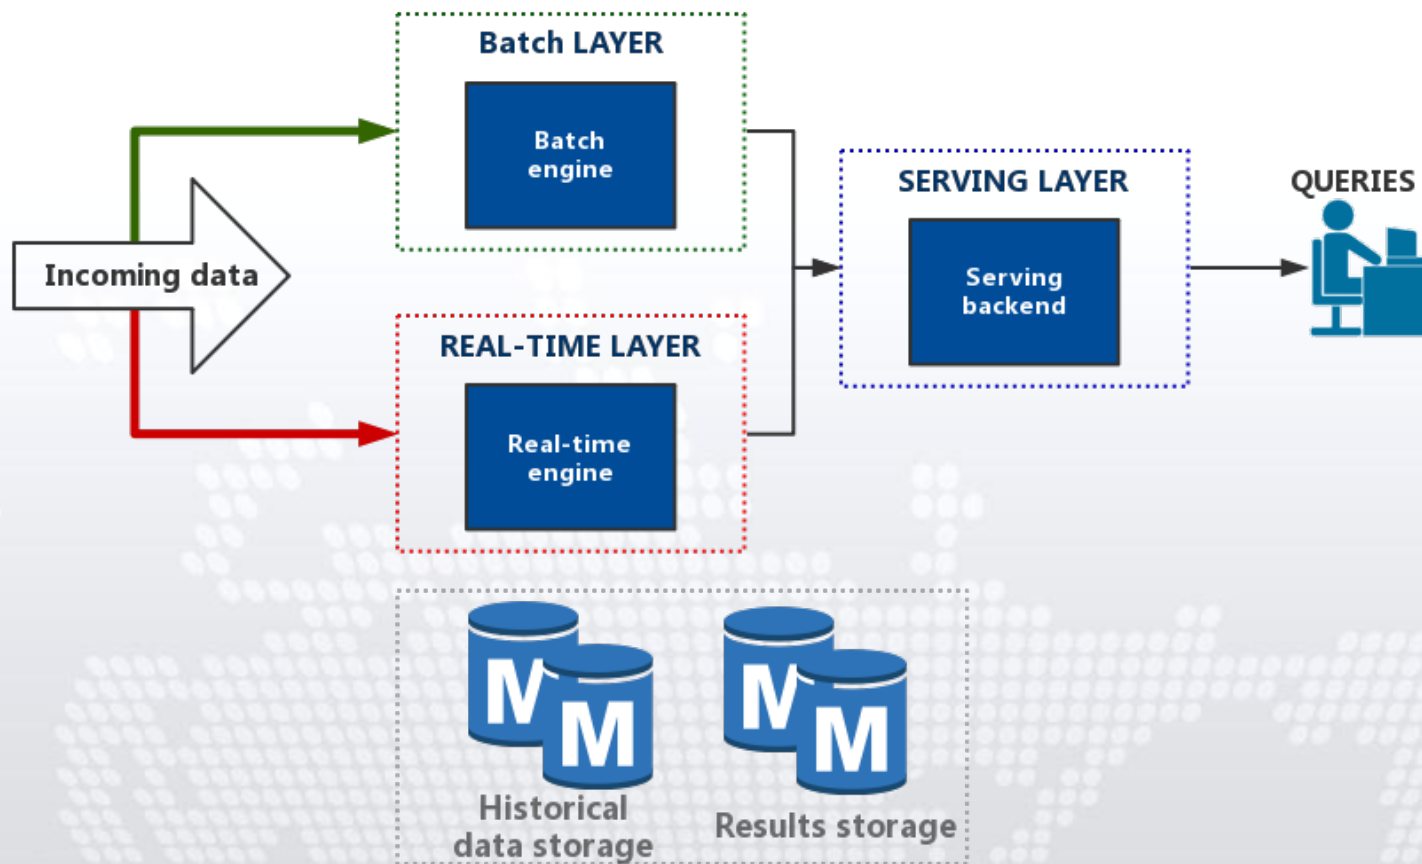 Batch LAYER
Batch
engine
Incoming data
REAL-TIME LAYER
Real-time
engine
SERVING LAYER
Serving
backend
QUERIES
M
M
M
M
Historical
data storage
Results storage